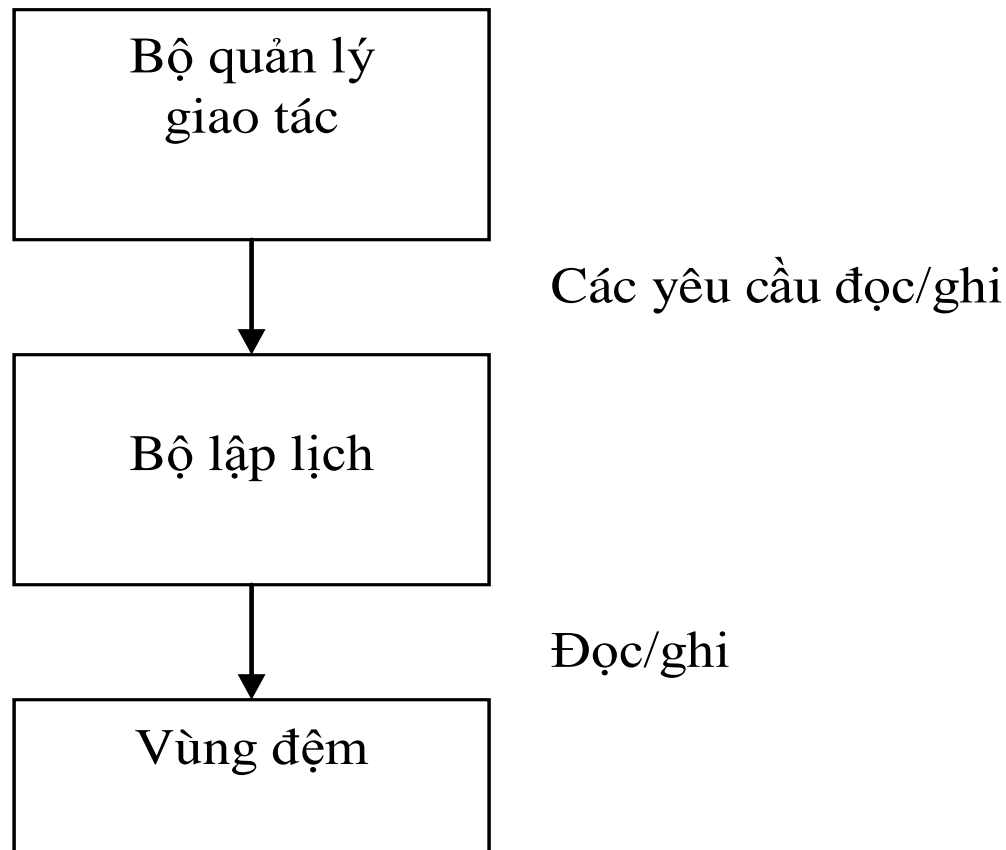 Bộ quản lý
giao tác
Các yêu cầu đọc/ghi
Bộ lập lịch
Đọc/ghi
Vùng đệm